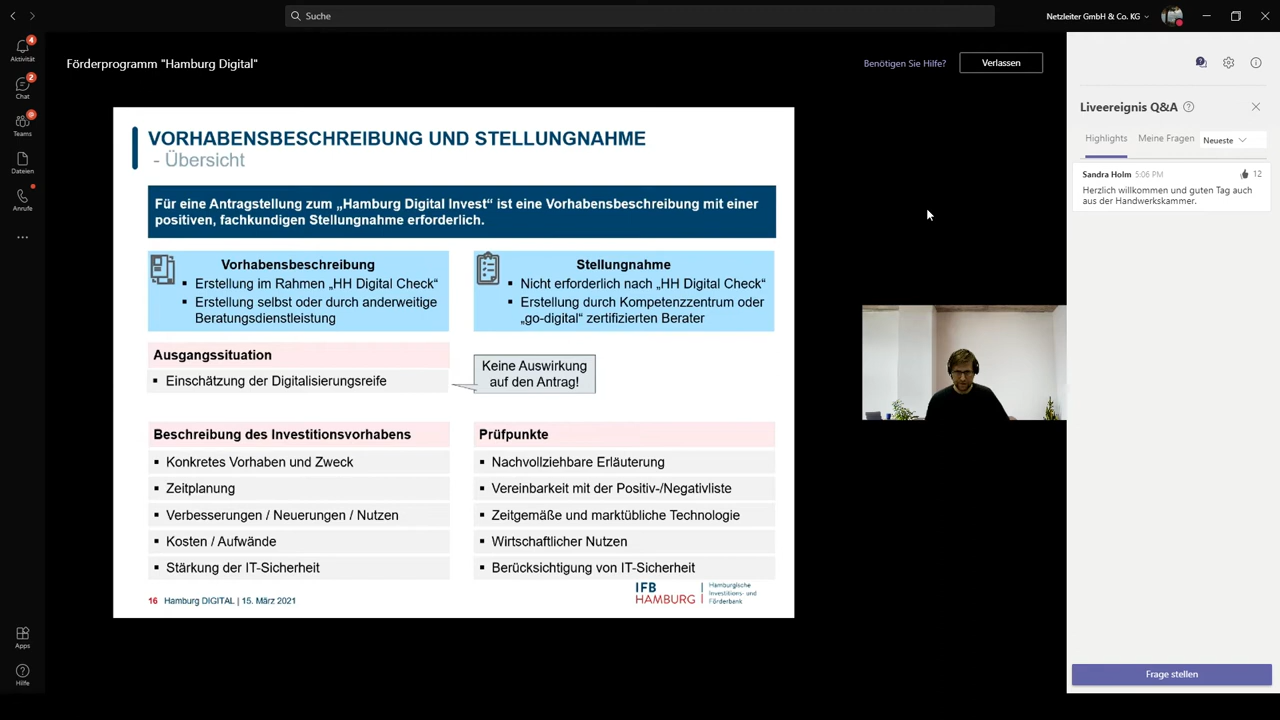 Suche
Netzleiter GmbH & Co. KG
4
Aktivität
2
Chat
Teams
Dateien
Anrufe
Apps
Hilfe
Förderprogramm "Hamburg Digital"
Benötigen Sie Hilfe?
Verlassen
VORHABENSBESCHREIBUNG UND STELLUNGNAHME
- Übersicht
Für eine Antragstellung zum „Hamburg Digital Invest“ ist eine Vorhabensbeschreibung mit einer
positiven, fachkundigen Stellungnahme erforderlich.
Vorhabensbeschreibung
▪ Erstellung im Rahmen „HH Digital Check“
▪ Erstellung selbst oder durch anderweitige
Beratungsdienstleistung
Stellungnahme
▪ Nicht erforderlich nach „HH Digital Check“
▪ Erstellung durch Kompetenzzentrum oder
„go-digital“ zertifizierten Berater
Ausgangssituation
▪ Einschätzung der Digitalisierungsreife
Keine Auswirkung
auf den Antrag!
Beschreibung des Investitionsvorhabens
▪ Konkretes Vorhaben und Zweck
▪ Zeitplanung
▪ Verbesserungen / Neuerungen / Nutzen
▪ Kosten / Aufwände
▪ Stärkung der IT-Sicherheit
Prüfpunkte
▪ Nachvollziehbare Erläuterung
▪ Vereinbarkeit mit der Positiv-/Negativliste
▪ Zeitgemäße und marktübliche Technologie
▪ Wirtschaftlicher Nutzen
▪ Berücksichtigung von IT-Sicherheit
16 Hamburg DIGITAL | 15. März 2021
IFB
HAMBURG
Hamburgische
Investitions- und
Förderbank
Liveereignis Q&A
Highlights
Meine Fragen
Neueste
Sandra Holm 5:06 PM
12
Herzlich willkommen und guten Tag auch
aus der Handwerkskammer.
Frage stellen